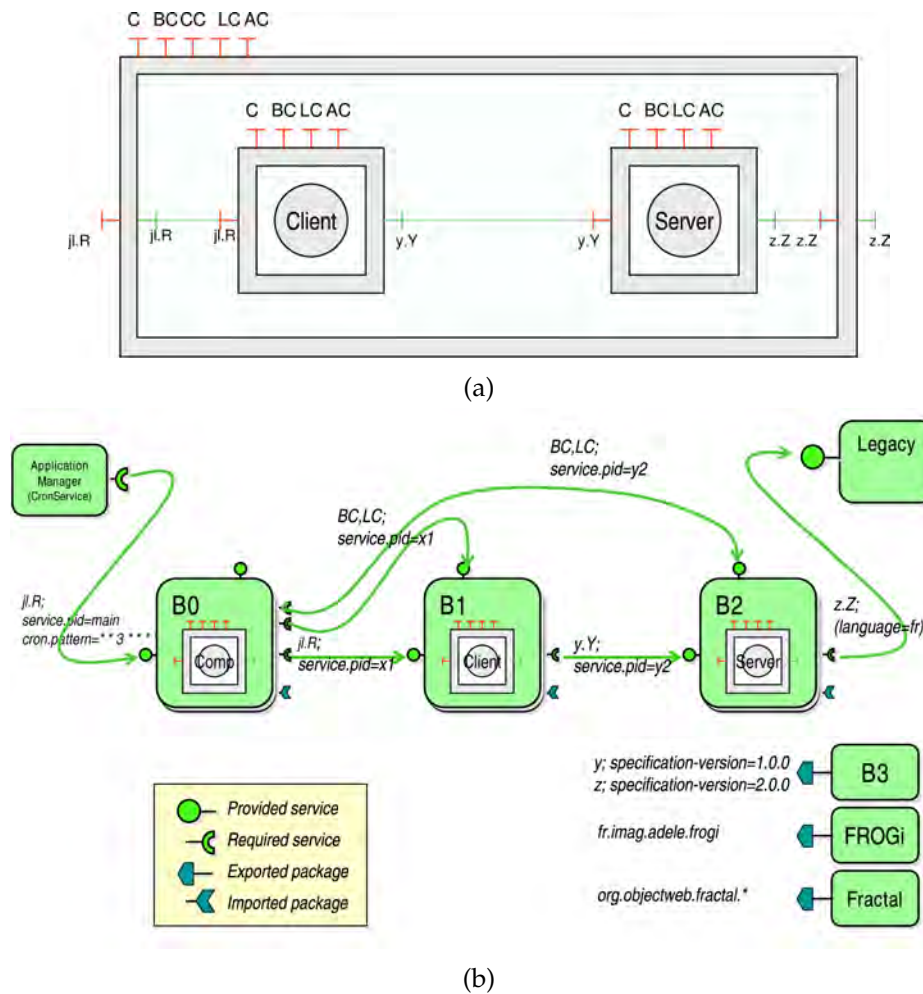 C BC CC LC AC
C BC LC AC
C BC LC AC
Client
Server
jl.R
jl.R
jl.R
y.Y
y.Y
z.Z
z.Z
z.Z
(a)
Application
Manager
(CronService)
BC,LC;
service.pid=y2
Legacy
BC,LC;
service.pid=x1
jl.R;
service.pid=main
cron.pattern=* * 3 * * *
B0
Comp
jl.R;
service.pid=x1
B1
Client
y.Y;
service.pid=y2
B2
Server
z.Z;
(language=fr)
y; specification-version=1.0.0
z; specification-version=2.0.0
B3
fr.imag.adele.frogi
FROGi
org.objectweb.fractal.*
Fractal
Provided service
Required service
Exported package
Imported package
(b)